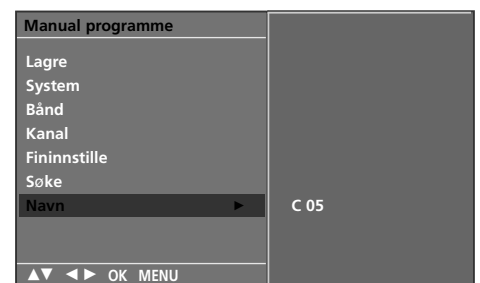 Manual programme
Lagre
System
Bånd
Kanal
Fininnstille
Søke
Navn ► C 05
▲▼ ◄► OK MENU